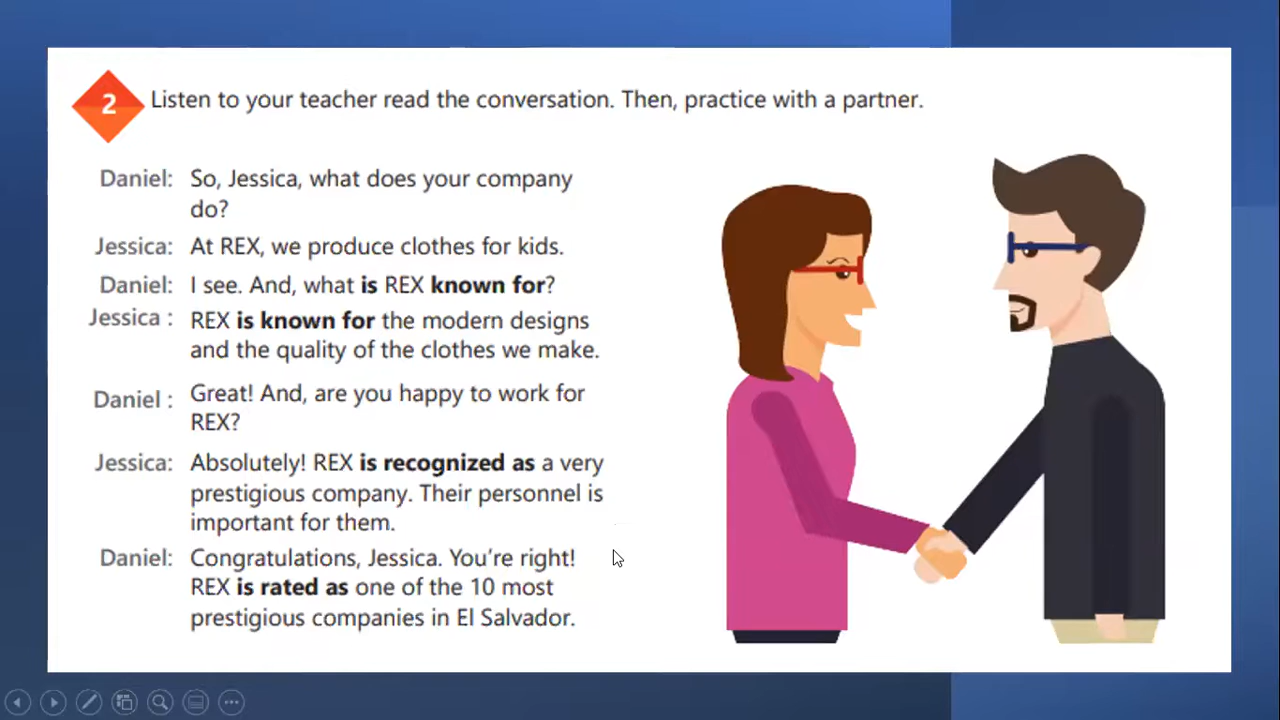 2 Listen to your teacher read the conversation. Then, practice with a partner.
Daniel: So, Jessica, what does your company
do?
Jessica: At REX, we produce clothes for kids.
Daniel: I see. And, what is REX known for?
Jessica : REX is known for the modern designs
and the quality of the clothes we make.
Daniel : Great! And, are you happy to work for
REX?
Jessica: Absolutely! REX is recognized as a very
prestigious company. Their personnel is
important for them.
Daniel: Congratulations, Jessica. You’re right!
REX is rated as one of the 10 most
prestigious companies in El Salvador.